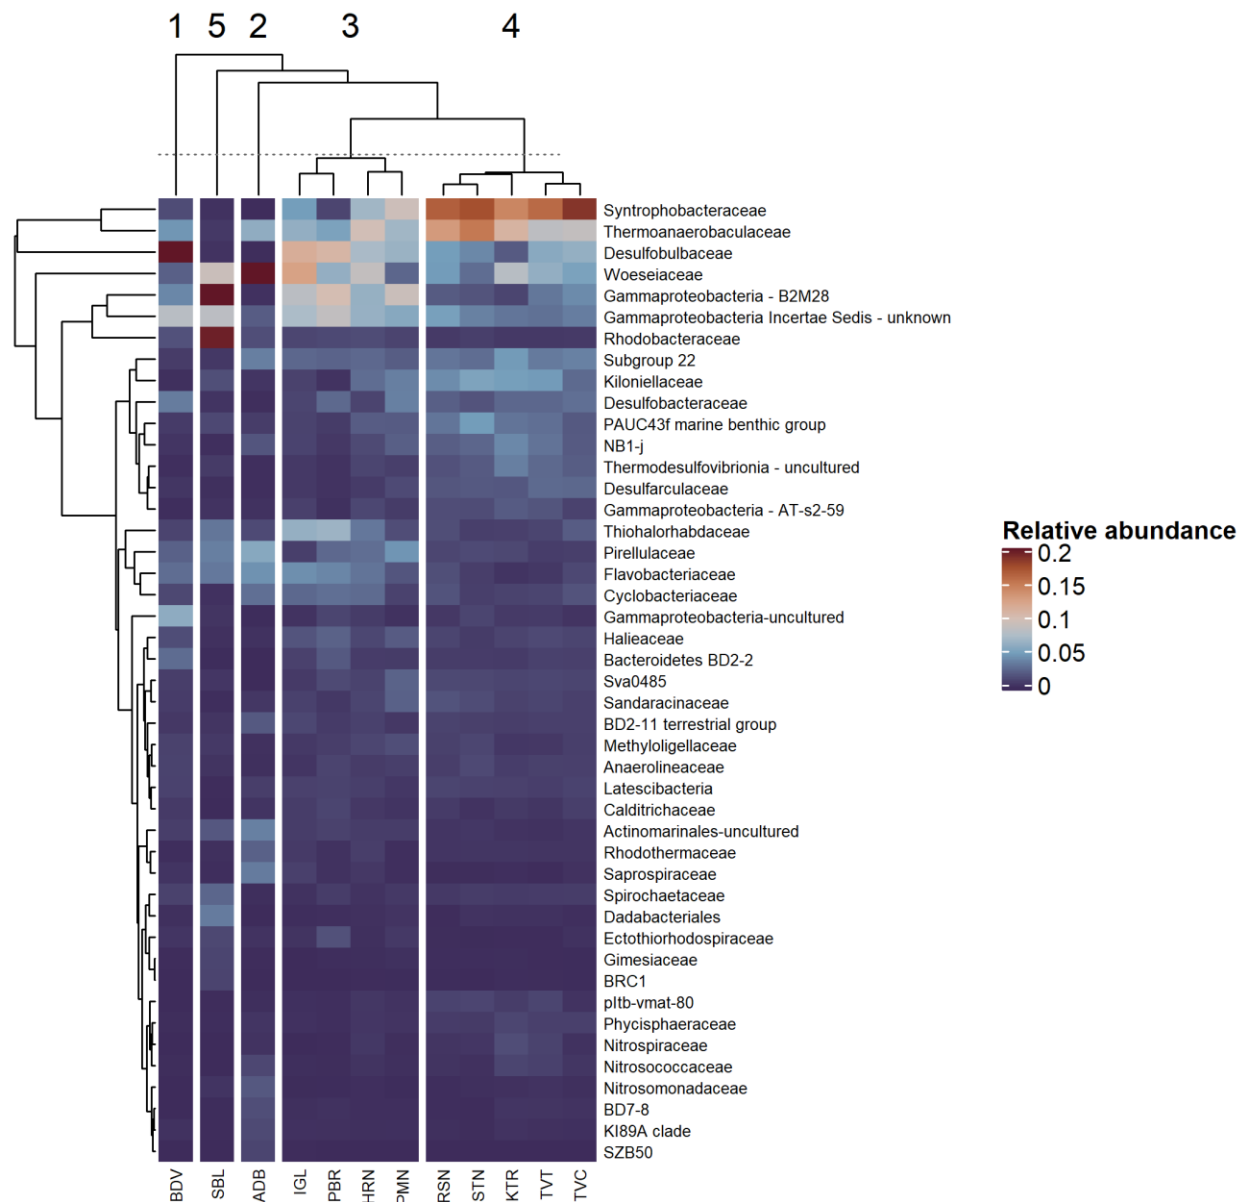 1 5 2 3 4
Syntrophobacteraceae
Thermoanaerobaculaceae
Desulfobulbaceae
Woeseiaceae
Gammaproteobacteria - B2M28
Gammaproteobacteria Incertae Sedis - unknown
Rhodobacteraceae
Subgroup 22
Kiloniellaceae
Desulfobacteraceae
PAUC43f marine benthic group
NB1-j
Thermodesulfovibrionia - uncultured
Desulfarculaceae
Gammaproteobacteria - AT-s2-59
Thiohalorhabdaceae
Pirellulaceae
Flavobacteriaceae
Cyclobacteriaceae
Gammaproteobacteria-uncultured
Halieaceae
Bacteroidetes BD2-2
Sva0485
Sandaracinaceae
BD2-11 terrestrial group
Methyloligellaceae
Anaerolineaceae
Latescibacteria
Calditrichaceae
Actinomarinales-uncultured
Rhodothermaceae
Saprospiraceae
Spirochaetaceae
Dadabacteriales
Ectothiorhodospiraceae
Gimesiaceae
BRC1
pItb-vmat-80
Phycisphaeraceae
Nitrospiraceae
Nitrosococcaceae
Nitrosomonadaceae
BD7-8
KI89A clade
SZB50
BDV SBL ADB IGL PBR HRN PMN RSN STN KTR TVT TVC
Relative abundance
0.2
0.15
0.1
0.05
0